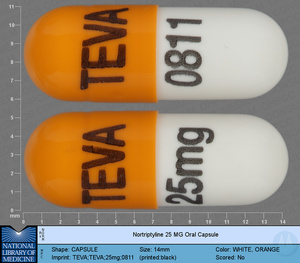 TEVA 0811
TEVA 25mg
mm
Nortriptyline 25 MG Oral Capsule
NATIONAL
LIBRARY OF
MEDICINE
Shape: CAPSULE Size: 14mm Color: WHITE, ORANGE
Imprint: TEVA;TEVA;25mg;0811 (printed black) Scored: No